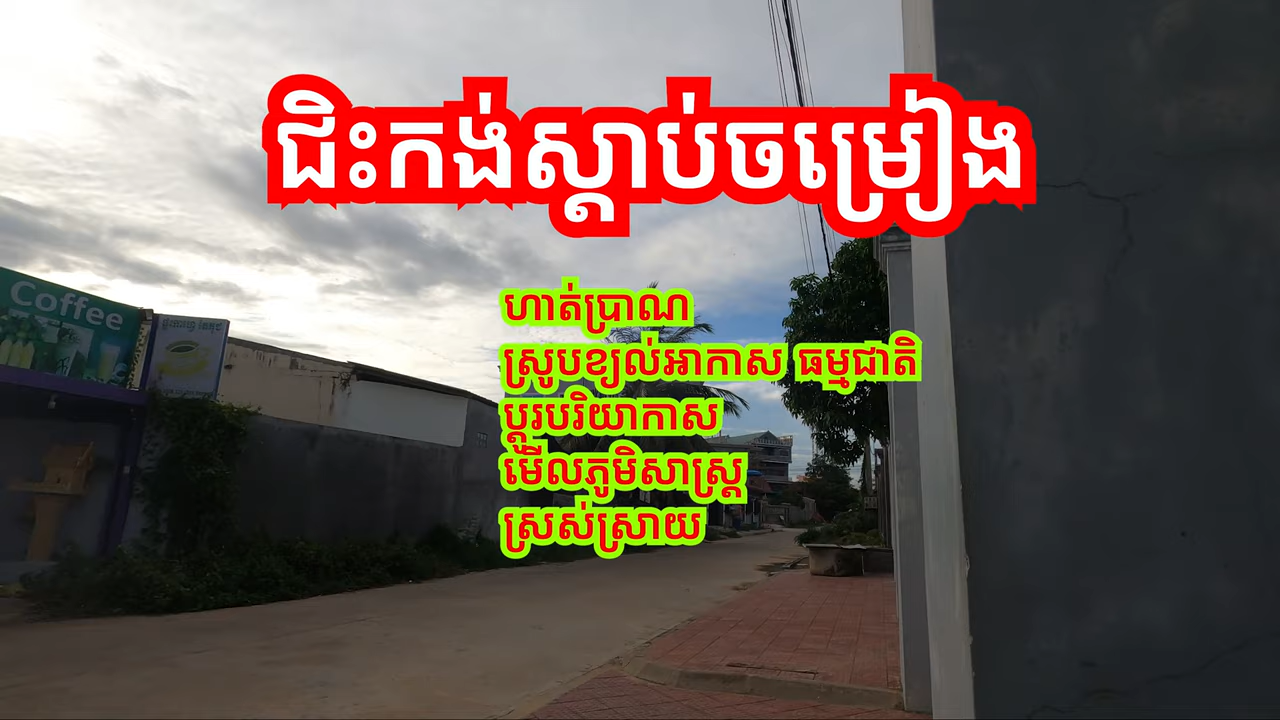 ជិះកង់ស្ដាប់ចម្រៀង
ហាត់ប្រាណ
ស្រូបខ្យល់អាកាស ធម្មជាតិ
ប្ដូរបរិយាកាស
មើលភូមិសាស្ត្រ
ស្រស់ស្រាយ
Coffee